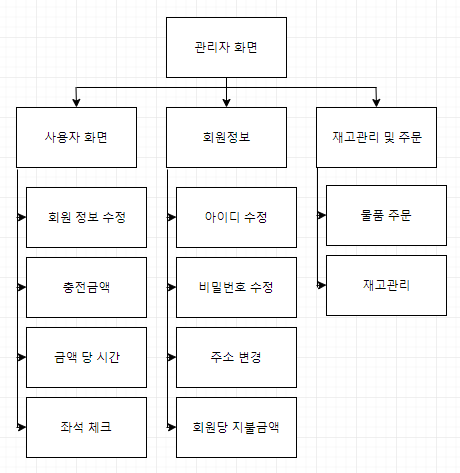 관리자 화면
사용자 화면
회원 정보 수정
충전금액
금액 당 시간
좌석 체크
회원정보
아이디 수정
비밀번호 수정
주소 변경
회원당 지불금액
재고관리 및 주문
물품 주문
재고관리